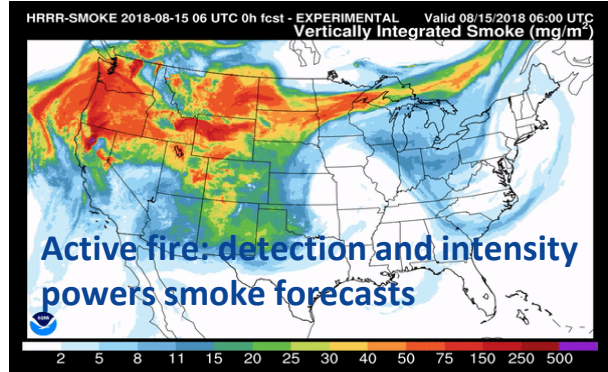 HRRR-SMOKE 2018-08-15 06 UTC 0h fcst - EXPERIMENTAL Valid 08/15/2018 06:00 UTC
Vertically Integrated Smoke (mg/m²)
Active fire: detection and intensity
powers smoke forecasts
NOAA
2 5 8 11 15 20 25 30 40 50 75 150 250 500